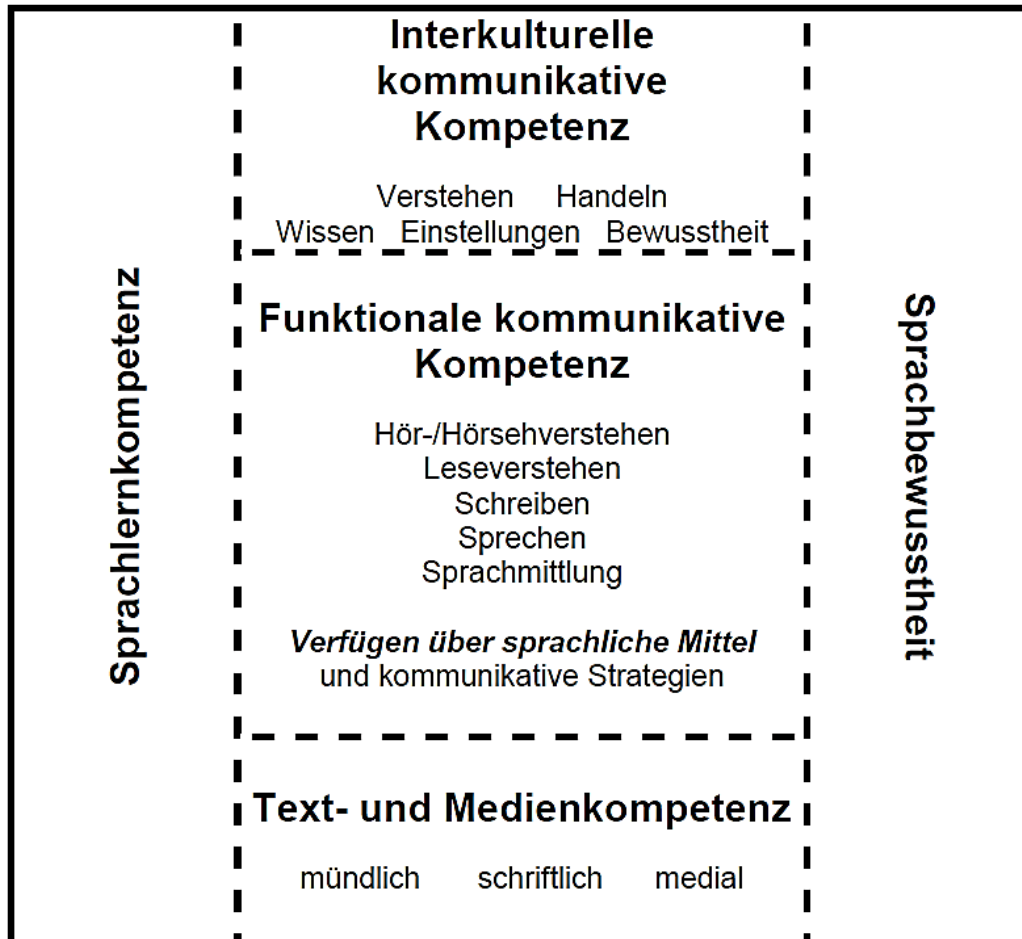 Interkulturelle
kommunikative
Kompetenz
Verstehen Handeln
Wissen Einstellungen Bewusstheit
Sprachlernkompetenz
Funktionale kommunikative
Kompetenz
Hör-/Hörsehverstehen
Leseverstehen
Schreiben
Sprechen
Sprachmittlung
Verfügen über sprachliche Mittel
und kommunikative Strategien
Sprachbewusstheit
Text- und Medienkompetenz
mündlich schriftlich medial